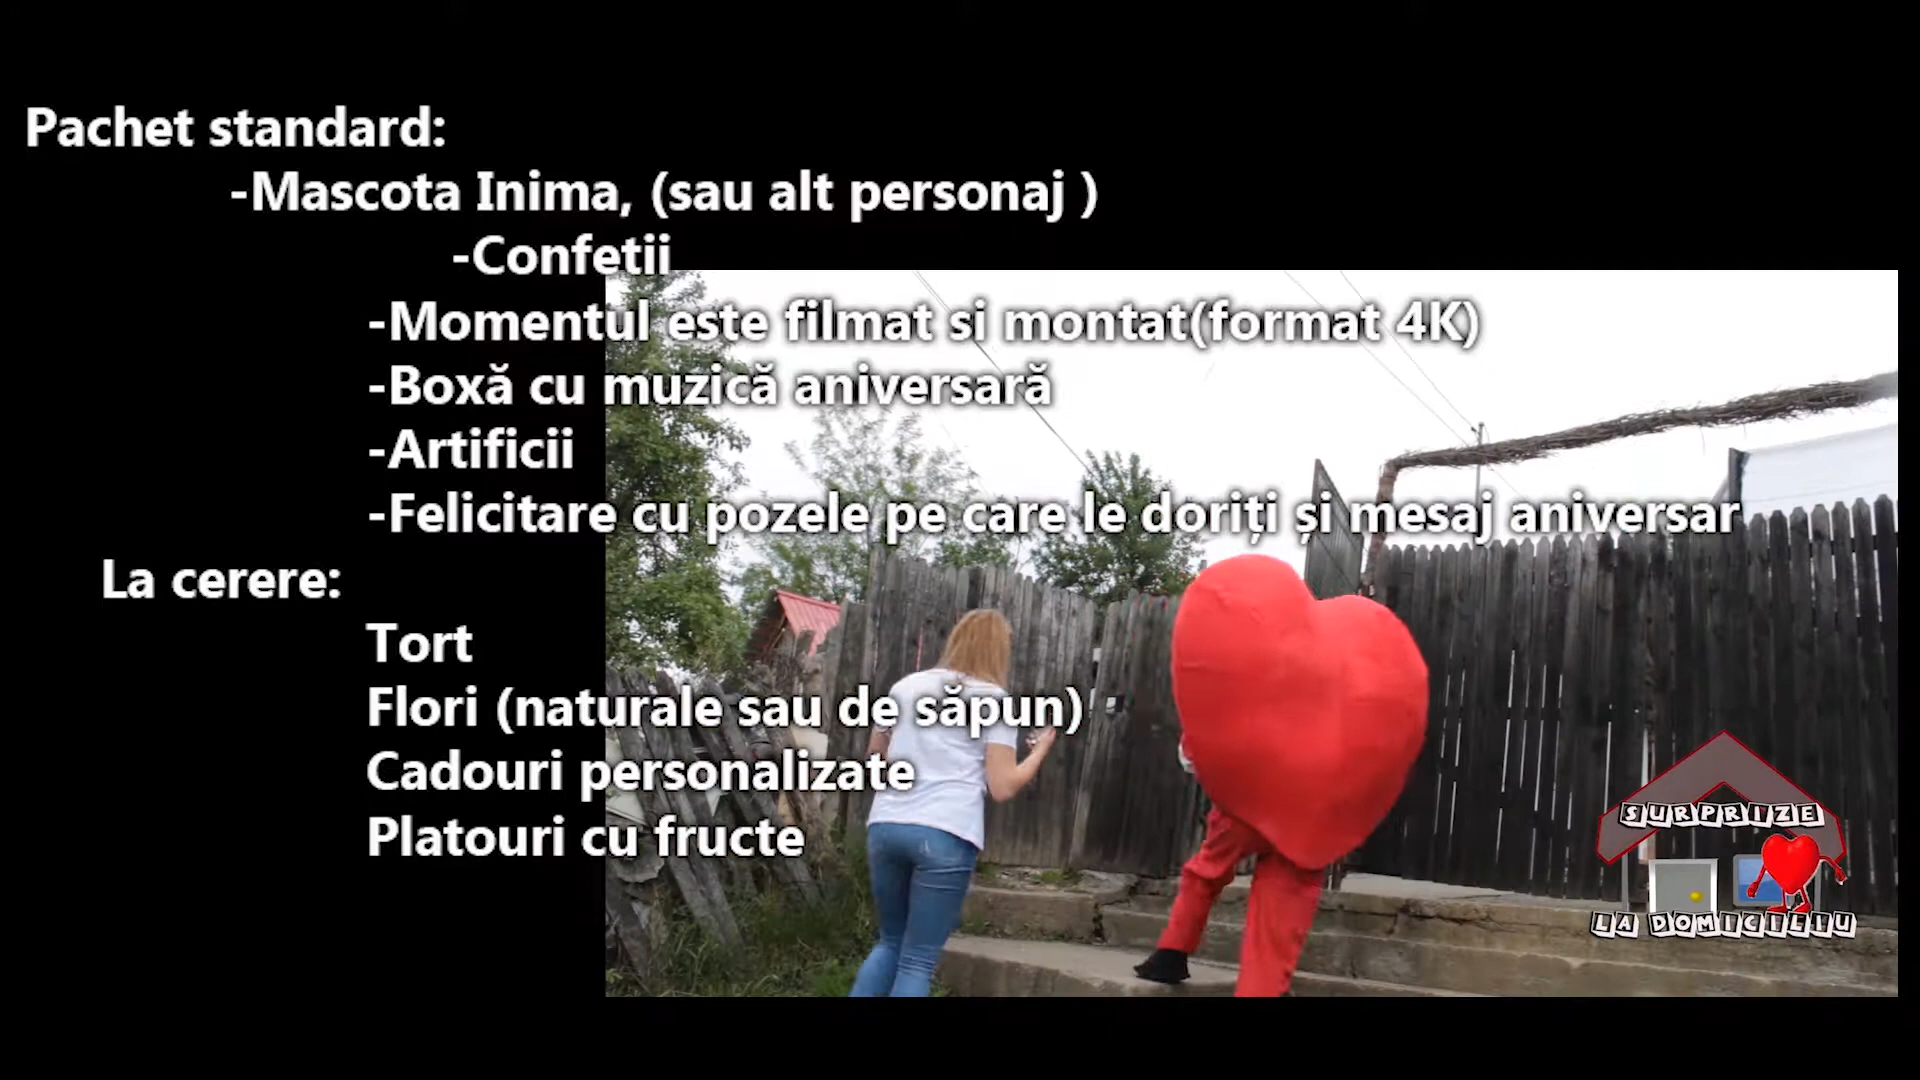 Pachet standard:
-Mascota Inima, (sau alt personaj )
-Confetii
-Momentul este filmat si montat(format 4K)
-Boxă cu muzică aniversară
-Artificii
-Felicitare cu pozele pe care le doriți și mesaj aniversar
La cerere:
Tort
Flori (naturale sau de săpun)
Cadouri personalizate
Platouri cu fructe
SURPRIZE
LA DOMICILIU